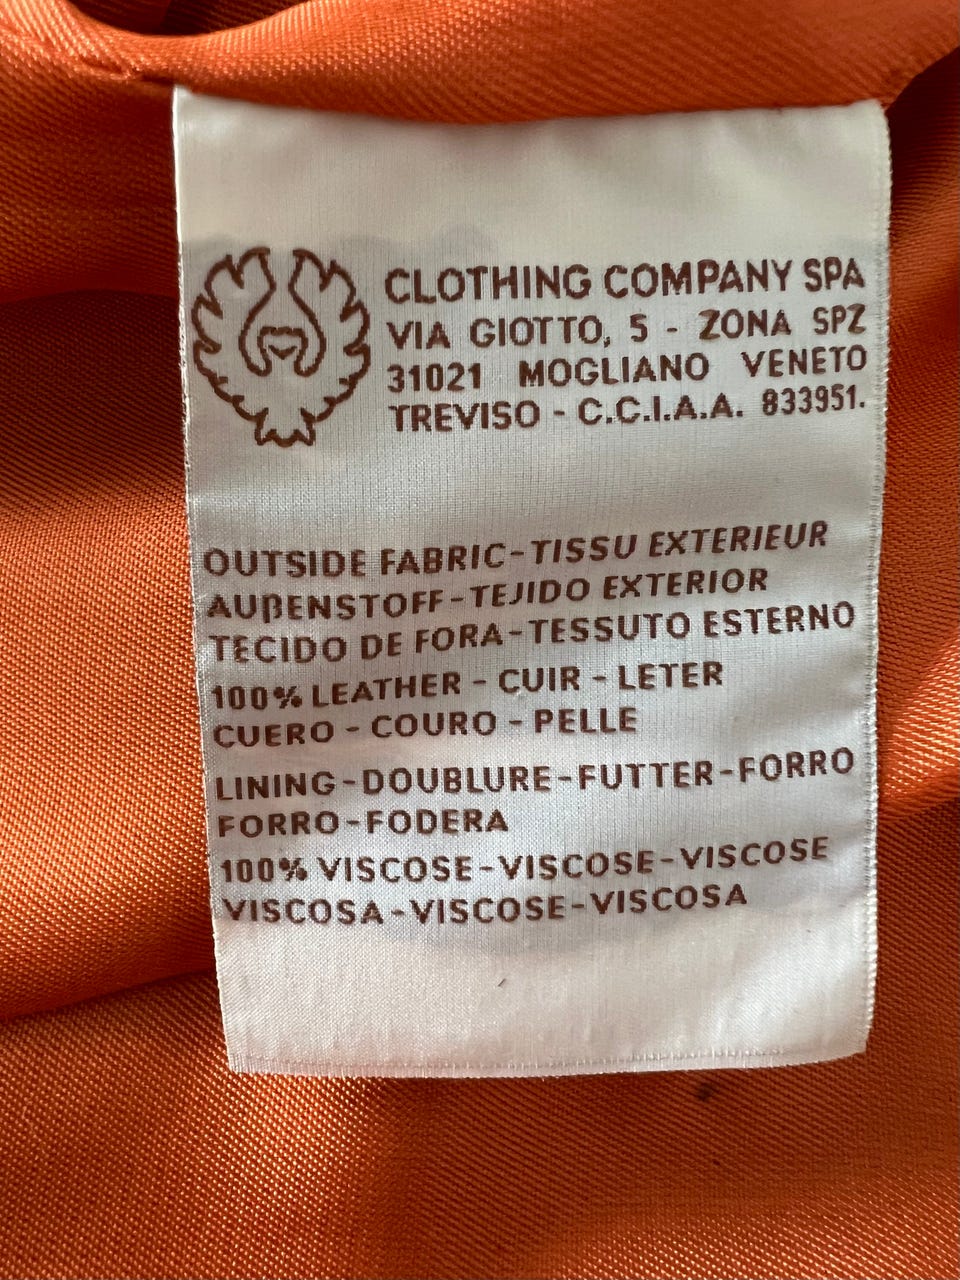 CLOTHING COMPANY SPA
VIA GIOTTO, 5 - ZONA SPZ
31021 MOGLIANO VENETO
TREVISO - C.C.I.A.A. 833951.
OUTSIDE FABRIC-TISSU EXTERIEUR
AUßENSTOFF-TEJIDO EXTERIOR
TECIDO DE FORA-TESSUTO ESTERNO
100% LEATHER - CUIR - LETER
CUERO - COURO - PELLE
LINING-DOUBLURE-FUTTER-FORRO
FORRO-FODERA
100% VISCOSE-VISCOSE-VISCOSE
VISCOSA-VISCOSE-VISCOSA